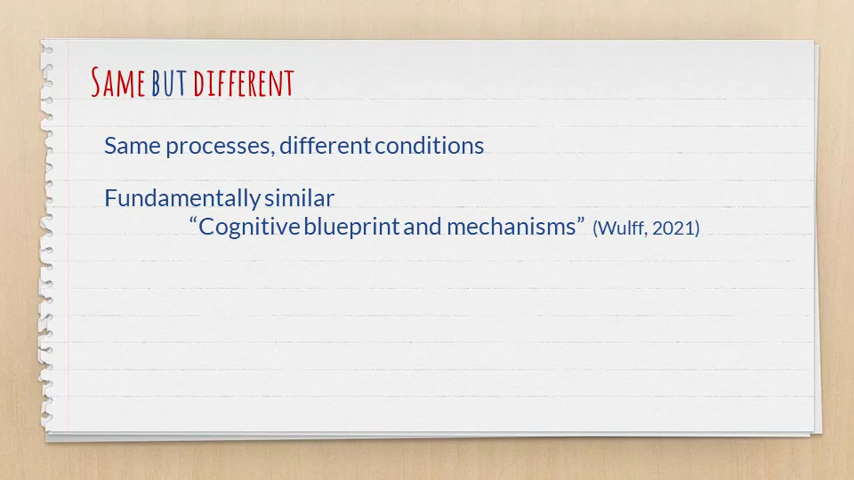 SAME BUT DIFFERENT
Same processes, different conditions
Fundamentally similar
“Cognitive blueprint and mechanisms” (Wulff, 2021)